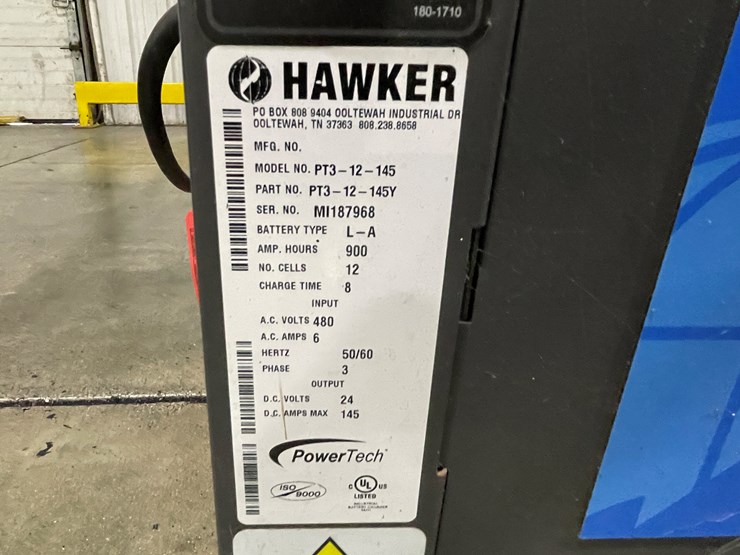 180-1710
HAWKER
PO BOX 808 9404 OOLTEWAH INDUSTRIAL DR
OOLTEWAH, TN 37363 808.238.8658
MFG. NO.
MODEL NO. PT3-12-145
PART NO. PT3-12-145Y
SER. NO. MI187968
BATTERY TYPE L-A
AMP. HOURS 900
NO. CELLS 12
CHARGE TIME 8
INPUT
A.C. VOLTS 480
A.C. AMPS 6
HERTZ 50/60
PHASE 3
OUTPUT
D.C. VOLTS 24
D.C. AMPS MAX 145
PowerTech
ISO 9000
C UL US
LISTED